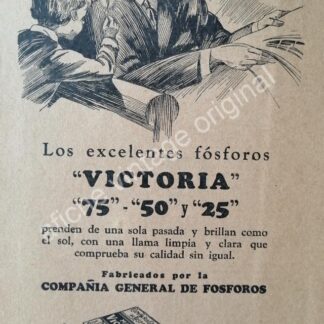 Los excelentes fósforos
"VICTORIA"
"75" - "50" y "25"
prenden de una sola pasada y brillan como
el sol, con una llama limpia y clara que
comprueba su calidad sin igual.
Fabricados por la
COMPAÑIA GENERAL DE FOSFOROS